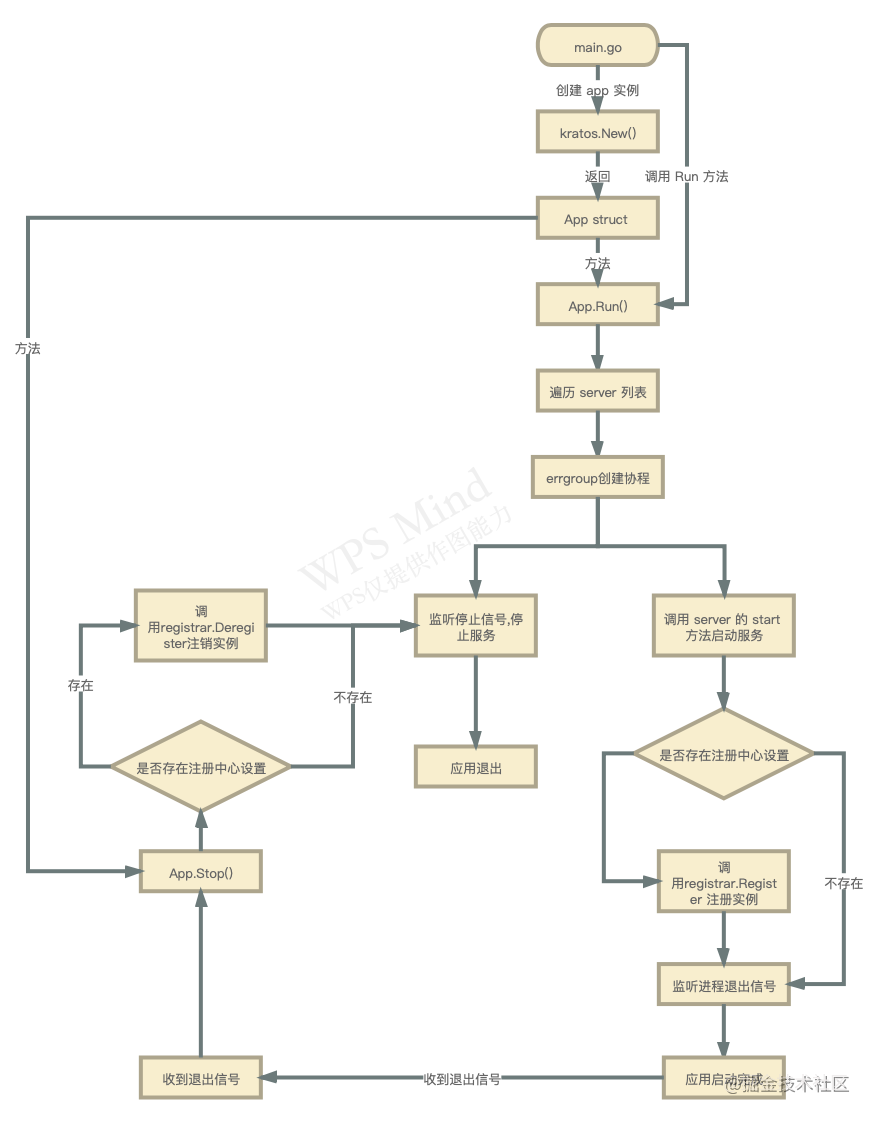 main.go
创建 app 实例
kratos.New()
返回
调用 Run 方法
App struct
方法
App.Run()
方法
遍历 server 列表
errgroup创建协程
WPS Mind
WPS仅提供作图能力
调
用registrar.Deregi
ster注销实例
监听停止信号,停
止服务
调用 server 的 start
方法启动服务
存在
不存在
是否存在注册中心设置
应用退出
是否存在注册中心设置
App.Stop()
调
用registrar.Regist
er 注册实例
不存在
监听进程退出信号
收到退出信号
收到退出信号
应用启动完成
@掘金技术社区